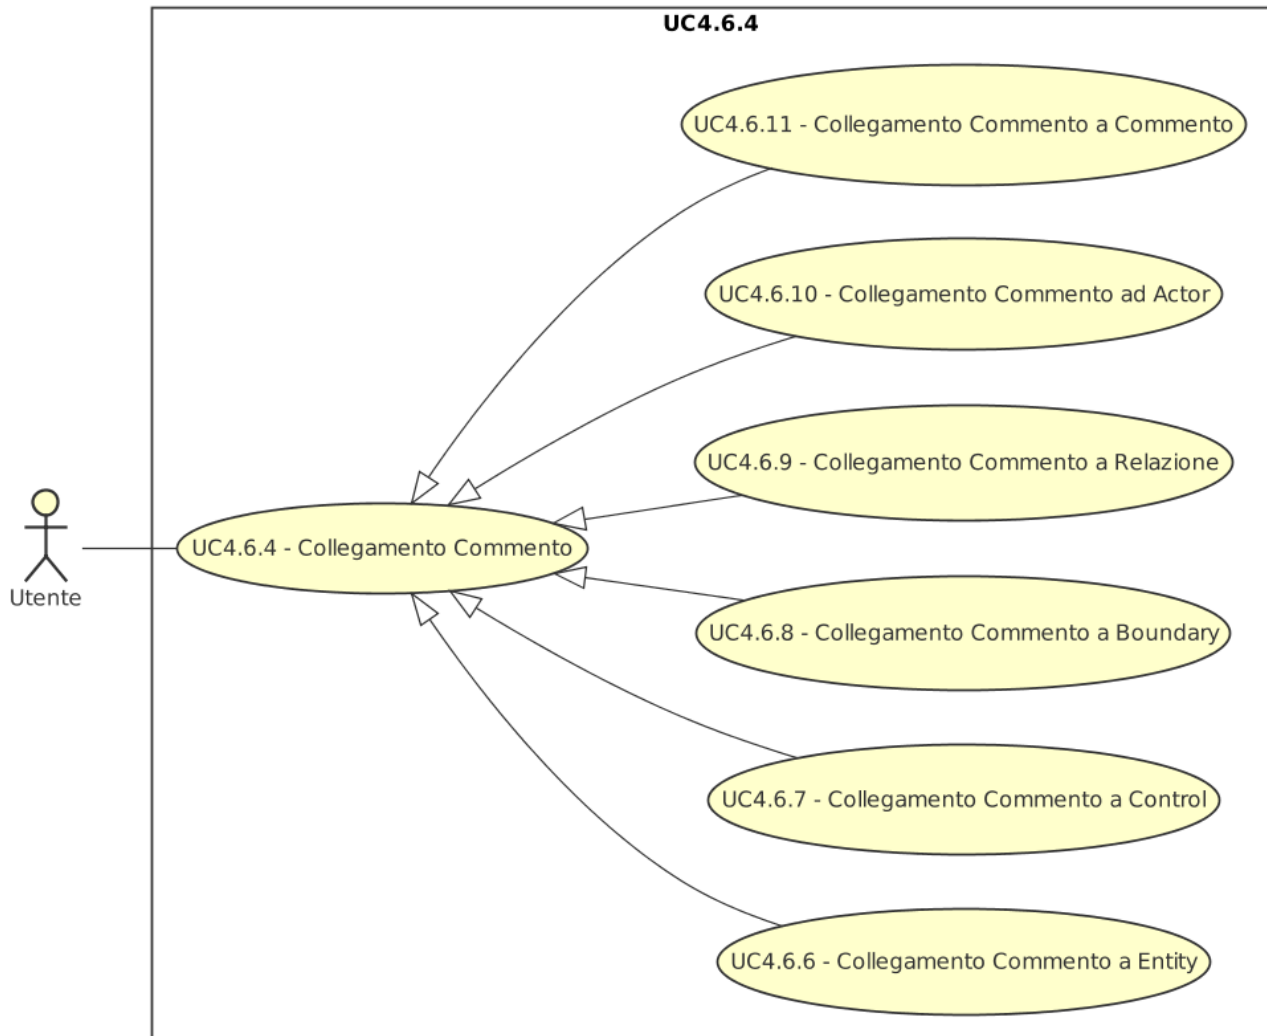 UC4.6.4
UC4.6.11 - Collegamento Commento a Commento
UC4.6.10 - Collegamento Commento ad Actor
UC4.6.9 - Collegamento Commento a Relazione
UC4.6.4 - Collegamento Commento
Utente
UC4.6.8 - Collegamento Commento a Boundary
UC4.6.7 - Collegamento Commento a Control
UC4.6.6 - Collegamento Commento a Entity